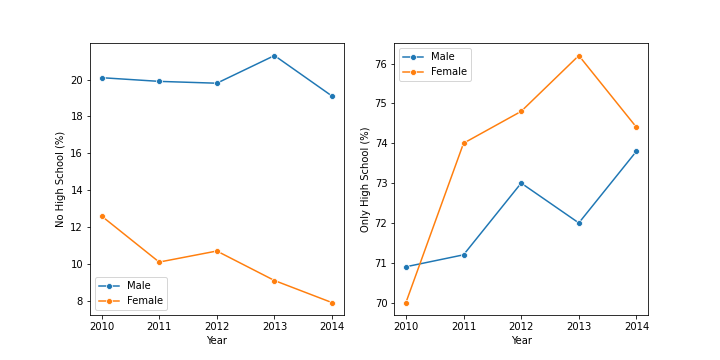 No High School (%)
20
18
16
14
12
10
8
Male
Female
2010 2011 2012 2013 2014
Year
Only High School (%)
76
75
74
73
72
71
70
Male
Female
2010 2011 2012 2013 2014
Year